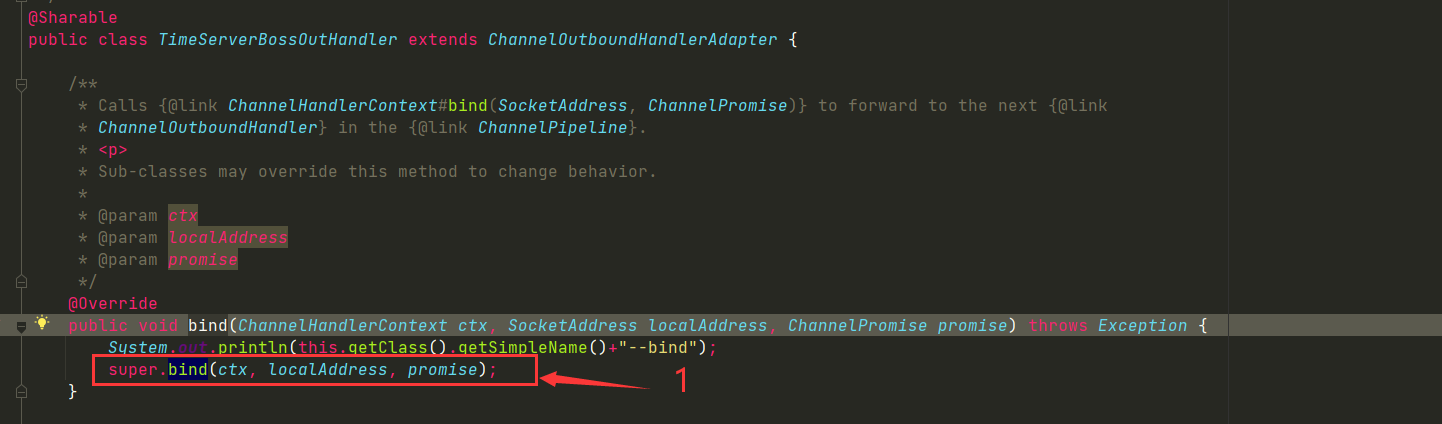 @Sharable
public class TimeServerBossOutHandler extends ChannelOutboundHandlerAdapter {
/**
* Calls {@link ChannelHandlerContext#bind(SocketAddress, ChannelPromise)} to forward to the next {@link
* ChannelOutboundHandler} in the {@link ChannelPipeline}.
* <p>
* Sub-classes may override this method to change behavior.
*
* @param ctx
* @param localAddress
* @param promise
*/
@Override
public void bind(ChannelHandlerContext ctx, SocketAddress localAddress, ChannelPromise promise) throws Exception {
System.out.println(this.getClass().getSimpleName()+"--bind");
super.bind(ctx, localAddress, promise);
1
}